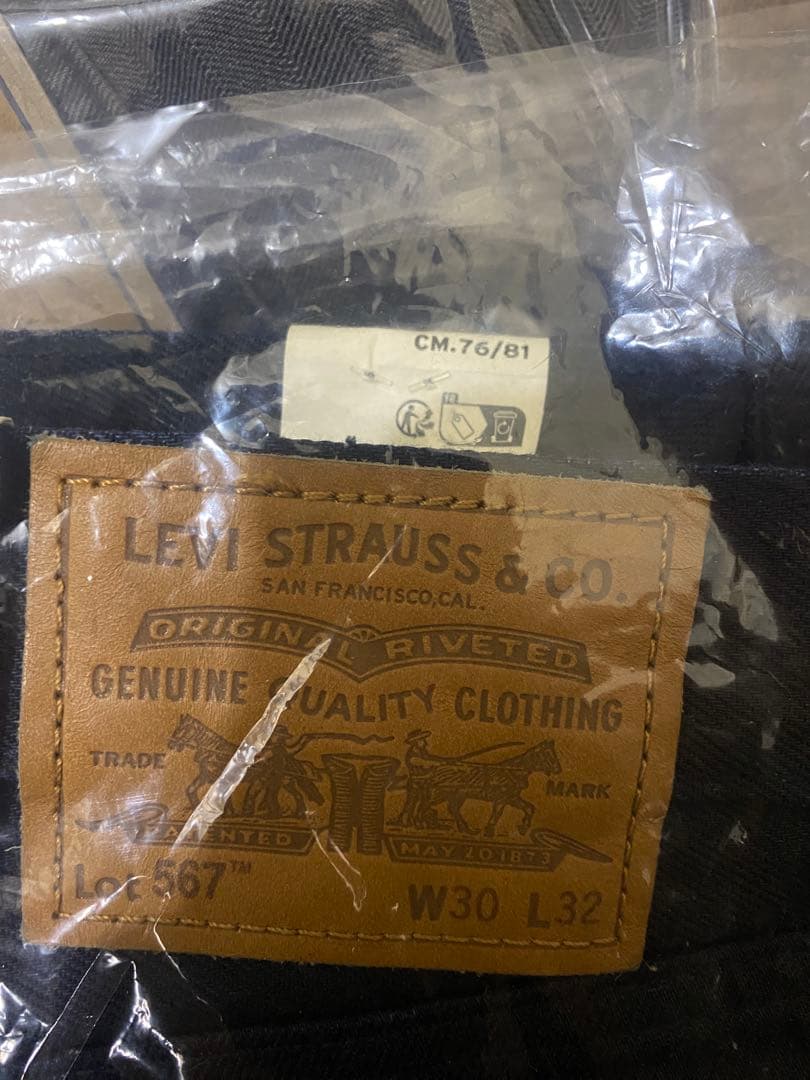 CM.76/81
LEVI STRAUSS & CO.
SAN FRANCISCO,CAL.
ORIGINAL RIVETED
GENUINE QUALITY CLOTHING
TRADE MARK
PATENTED MAY 20 1873
Lot 567™ W30 L32